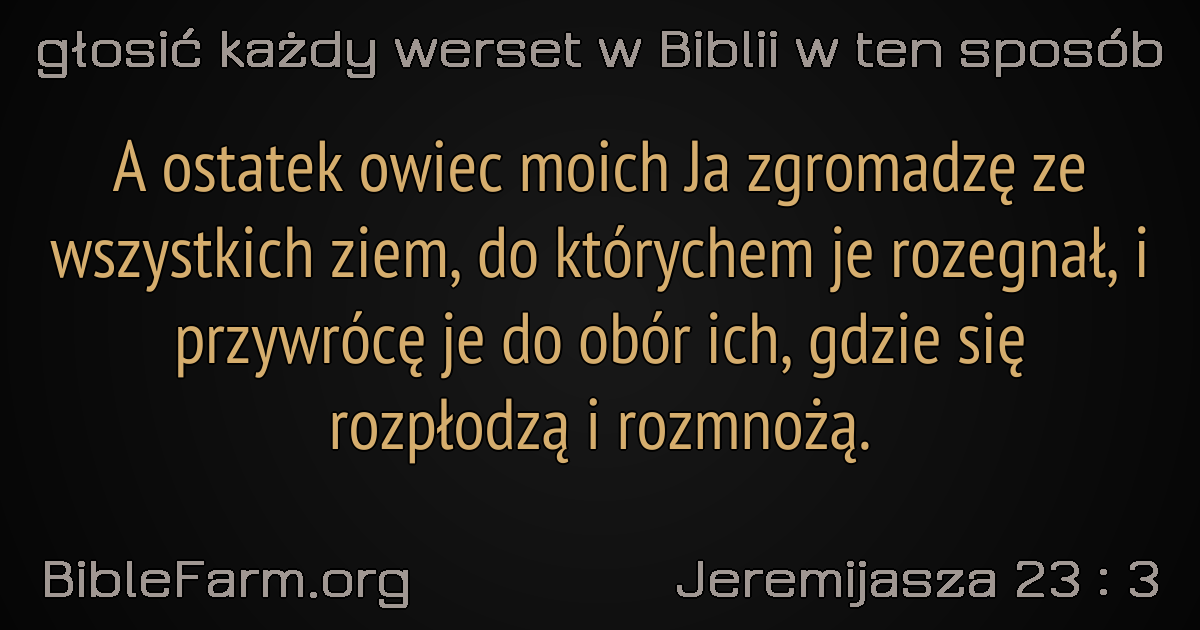 głosić każdy werset w Biblii w ten sposób
A ostatek owiec moich Ja zgromadzę ze
wszystkich ziem, do którychem je rozegnał, i
przywrócę je do obór ich, gdzie się
rozpłodzą i rozmnożą.
BibleFarm.org
Jeremijasza 23 : 3